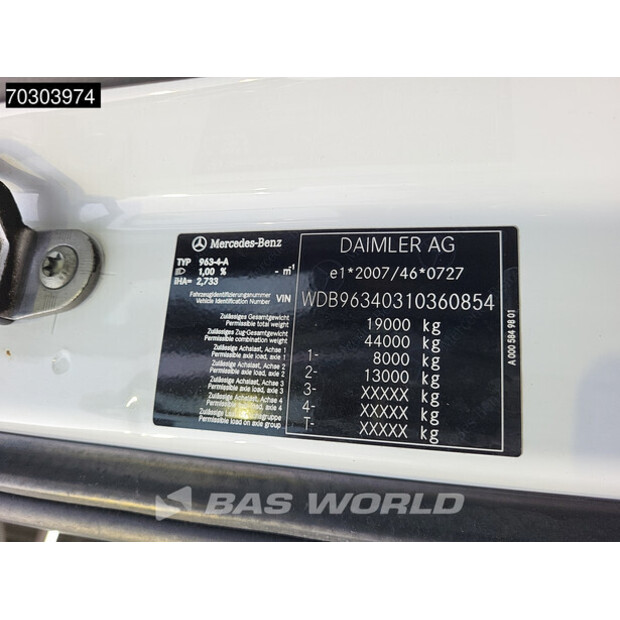 70303974
Mercedes-Benz
DAIMLER AG
TYP 963-4-A
1,00 % - m⁻¹
iHA= 2,733
e1*2007/46*0727
Fahrzeugidentifizierungsnummer
Vehicle Identification Number VIN
WDB96340310360854
Zulässiges Gesamtgewicht
Permissible total weight
19000 kg
Zulässiges Zug-Gesamtgewicht
Permissible combination weight
44000 kg
Zulässige Achslast, Achse 1
Permissible axle load, axle 1
1- 8000 kg
Zulässige Achslast, Achse 2
Permissible axle load, axle 2
2- 13000 kg
Zulässige Achslast, Achse 3
Permissible axle load, axle 3
3- XXXXX kg
Zulässige Achslast, Achse 4
Permissible axle load, axle 4
4- XXXXX kg
Zulässige
Permissible load on axle group
T- XXXXX kg
A 000 584 98 01
BAS WORLD